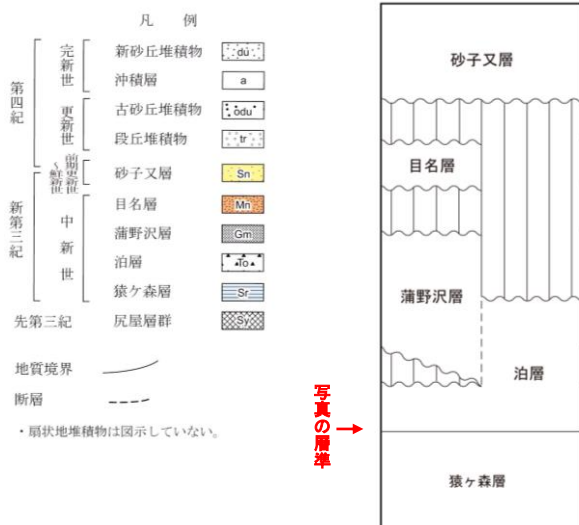 凡 例
第四紀
完新世
新砂丘堆積物 du
沖積層 a
更新世
古砂丘堆積物 odu
段丘堆積物 tr
前期更新世~鮮新世
砂子又層 Sn
新第三紀
中新世
目名層 Mn
蒲野沢層 Gm
泊層 To
猿ケ森層 Sr
先第三紀 尻屋層群 Sy
地質境界
断層
・扇状地堆積物は図示していない。
写真の層準
砂子又層
目名層
蒲野沢層
泊層
猿ヶ森層